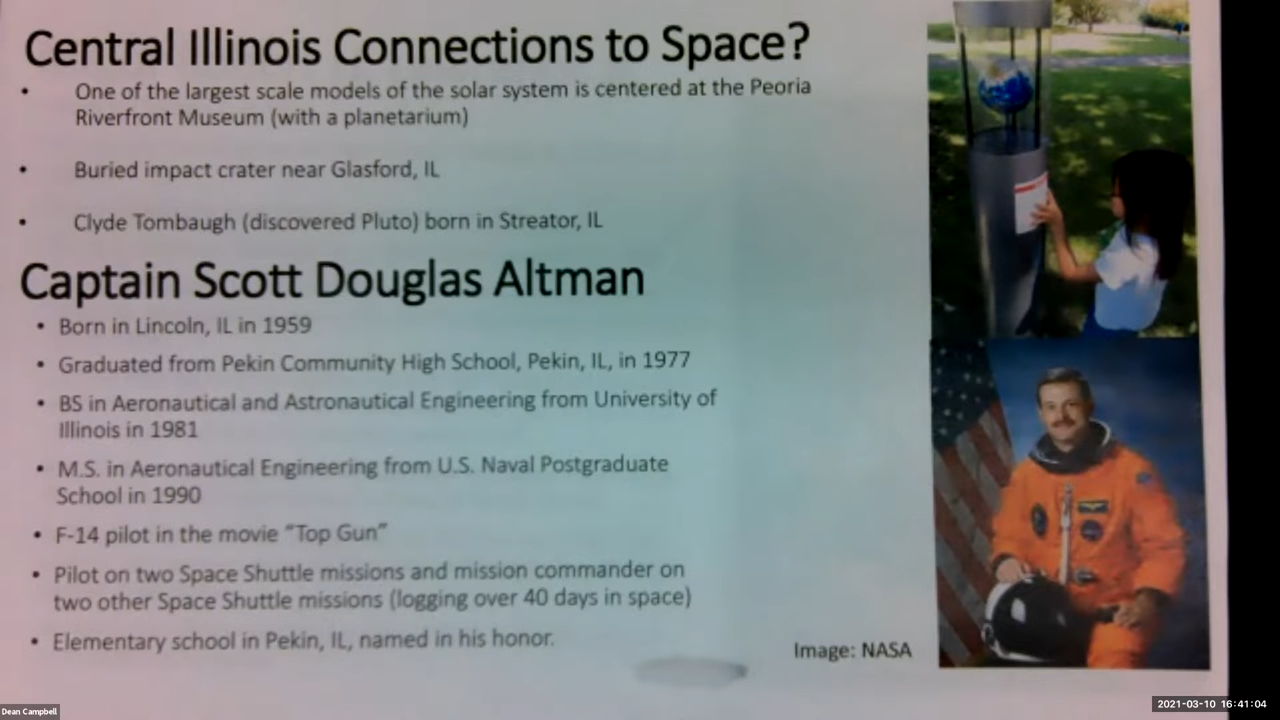 Central Illinois Connections to Space?
• One of the largest scale models of the solar system is centered at the Peoria
Riverfront Museum (with a planetarium)
• Buried impact crater near Glasford, IL
• Clyde Tombaugh (discovered Pluto) born in Streator, IL
Captain Scott Douglas Altman
• Born in Lincoln, IL in 1959
• Graduated from Pekin Community High School, Pekin, IL, in 1977
• BS in Aeronautical and Astronautical Engineering from University of
Illinois in 1981
• M.S. in Aeronautical Engineering from U.S. Naval Postgraduate
School in 1990
• F-14 pilot in the movie “Top Gun”
• Pilot on two Space Shuttle missions and mission commander on
two other Space Shuttle missions (logging over 40 days in space)
• Elementary school in Pekin, IL, named in his honor.
Image: NASA
Dean Campbell
2021-03-10 16:41:04